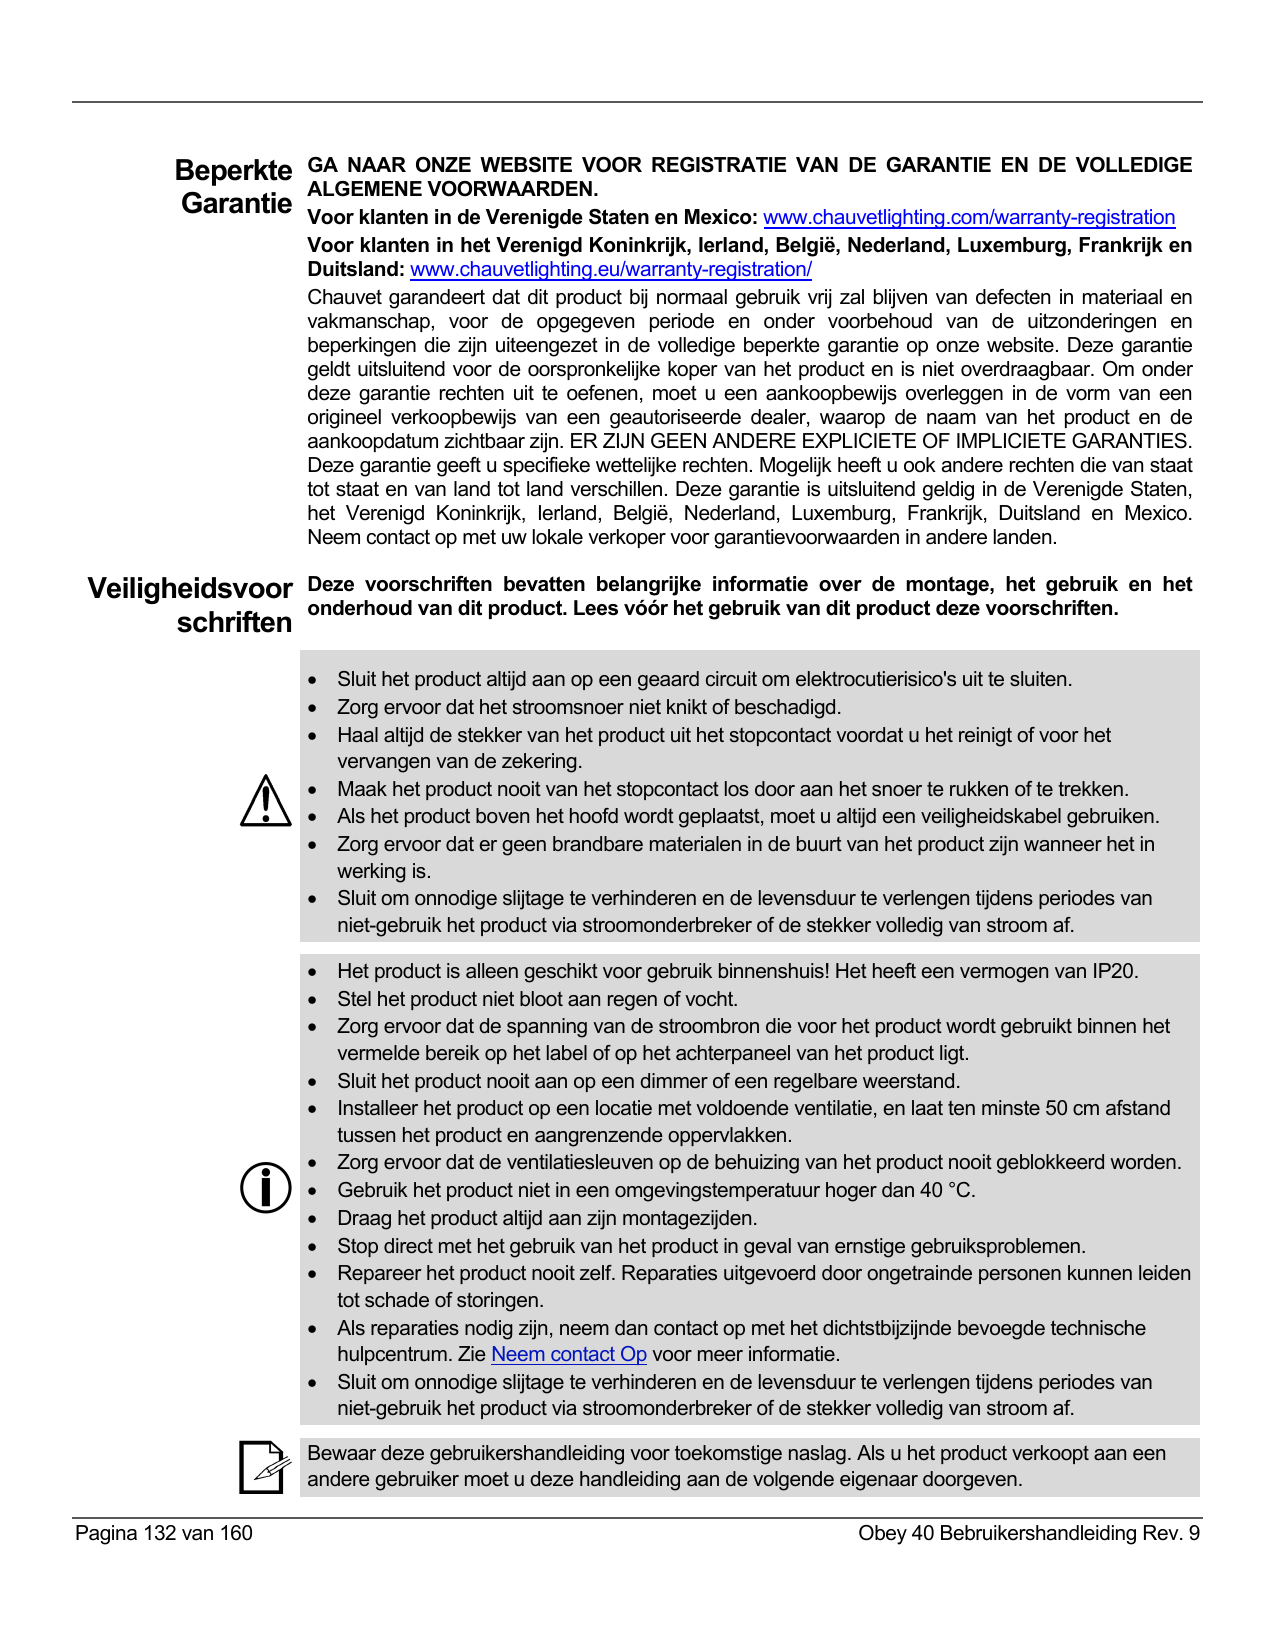 Beperkte
Garantie
GA NAAR ONZE WEBSITE VOOR REGISTRATIE VAN DE GARANTIE EN DE VOLLEDIGE
ALGEMENE VOORWAARDEN.
Voor klanten in de Verenigde Staten en Mexico: www.chauvetlighting.com/warranty-registration
Voor klanten in het Verenigd Koninkrijk, Ierland, België, Nederland, Luxemburg, Frankrijk en
Duitsland: www.chauvetlighting.eu/warranty-registration/
Chauvet garandeert dat dit product bij normaal gebruik vrij zal blijven van defecten in materiaal en
vakmanschap, voor de opgegeven periode en onder voorbehoud van de uitzonderingen en
beperkingen die zijn uiteengezet in de volledige beperkte garantie op onze website. Deze garantie
geldt uitsluitend voor de oorspronkelijke koper van het product en is niet overdraagbaar. Om onder
deze garantie rechten uit te oefenen, moet u een aankoopbewijs overleggen in de vorm van een
origineel verkoopbewijs van een geautoriseerde dealer, waarop de naam van het product en de
aankoopdatum zichtbaar zijn. ER ZIJN GEEN ANDERE EXPLICIETE OF IMPLICIETE GARANTIES.
Deze garantie geeft u specifieke wettelijke rechten. Mogelijk heeft u ook andere rechten die van staat
tot staat en van land tot land verschillen. Deze garantie is uitsluitend geldig in de Verenigde Staten,
het Verenigd Koninkrijk, Ierland, België, Nederland, Luxemburg, Frankrijk, Duitsland en Mexico.
Neem contact op met uw lokale verkoper voor garantievoorwaarden in andere landen.
Veiligheidsvoor
schriften
Deze voorschriften bevatten belangrijke informatie over de montage, het gebruik en het
onderhoud van dit product. Lees vóór het gebruik van dit product deze voorschriften.
• Sluit het product altijd aan op een geaard circuit om elektrocutierisico's uit te sluiten.
• Zorg ervoor dat het stroomsnoer niet knikt of beschadigd.
• Haal altijd de stekker van het product uit het stopcontact voordat u het reinigt of voor het
vervangen van de zekering.
• Maak het product nooit van het stopcontact los door aan het snoer te rukken of te trekken.
• Als het product boven het hoofd wordt geplaatst, moet u altijd een veiligheidskabel gebruiken.
• Zorg ervoor dat er geen brandbare materialen in de buurt van het product zijn wanneer het in
werking is.
• Sluit om onnodige slijtage te verhinderen en de levensduur te verlengen tijdens periodes van
niet-gebruik het product via stroomonderbreker of de stekker volledig van stroom af.
• Het product is alleen geschikt voor gebruik binnenshuis! Het heeft een vermogen van IP20.
• Stel het product niet bloot aan regen of vocht.
• Zorg ervoor dat de spanning van de stroombron die voor het product wordt gebruikt binnen het
vermelde bereik op het label of op het achterpaneel van het product ligt.
• Sluit het product nooit aan op een dimmer of een regelbare weerstand.
• Installeer het product op een locatie met voldoende ventilatie, en laat ten minste 50 cm afstand
tussen het product en aangrenzende oppervlakken.
• Zorg ervoor dat de ventilatiesleuven op de behuizing van het product nooit geblokkeerd worden.
• Gebruik het product niet in een omgevingstemperatuur hoger dan 40 °C.
• Draag het product altijd aan zijn montagezijden.
• Stop direct met het gebruik van het product in geval van ernstige gebruiksproblemen.
• Repareer het product nooit zelf. Reparaties uitgevoerd door ongetrainde personen kunnen leiden
tot schade of storingen.
• Als reparaties nodig zijn, neem dan contact op met het dichtstbijzijnde bevoegde technische
hulpcentrum. Zie Neem contact Op voor meer informatie.
• Sluit om onnodige slijtage te verhinderen en de levensduur te verlengen tijdens periodes van
niet-gebruik het product via stroomonderbreker of de stekker volledig van stroom af.
Bewaar deze gebruikershandleiding voor toekomstige naslag. Als u het product verkoopt aan een
andere gebruiker moet u deze handleiding aan de volgende eigenaar doorgeven.
Pagina 132 van 160
Obey 40 Bebruikershandleiding Rev. 9